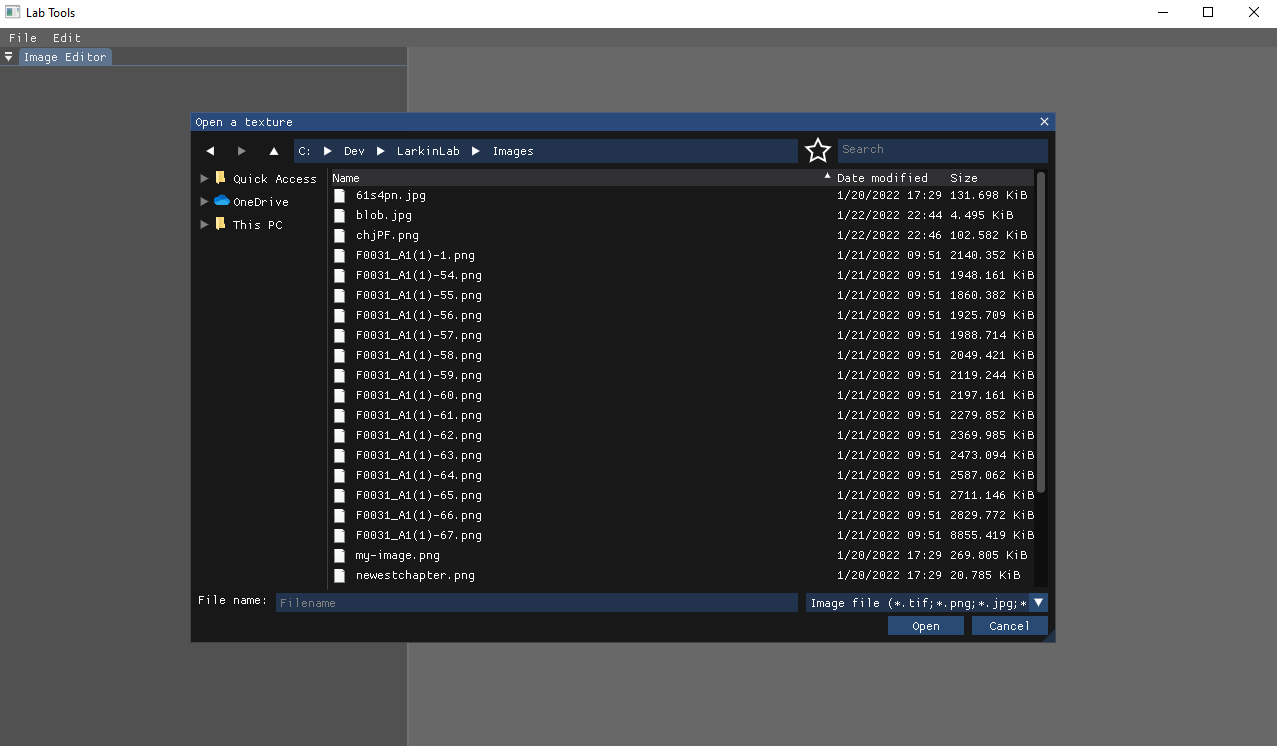 Lab Tools
File Edit
Image Editor
Open a texture
C: Dev LarkinLab Images Search
Quick Access
OneDrive
This PC
Name Date modified Size
61s4pn.jpg 1/20/2022 17:29 131.698 KiB
blob.jpg 1/22/2022 22:44 4.495 KiB
chjPF.png 1/22/2022 22:46 102.582 KiB
F0031_A1(1)-1.png 1/21/2022 09:51 2140.352 KiB
F0031_A1(1)-54.png 1/21/2022 09:51 1948.161 KiB
F0031_A1(1)-55.png 1/21/2022 09:51 1860.382 KiB
F0031_A1(1)-56.png 1/21/2022 09:51 1925.709 KiB
F0031_A1(1)-57.png 1/21/2022 09:51 1988.714 KiB
F0031_A1(1)-58.png 1/21/2022 09:51 2049.421 KiB
F0031_A1(1)-59.png 1/21/2022 09:51 2119.244 KiB
F0031_A1(1)-60.png 1/21/2022 09:51 2197.161 KiB
F0031_A1(1)-61.png 1/21/2022 09:51 2279.852 KiB
F0031_A1(1)-62.png 1/21/2022 09:51 2369.985 KiB
F0031_A1(1)-63.png 1/21/2022 09:51 2473.094 KiB
F0031_A1(1)-64.png 1/21/2022 09:51 2587.062 KiB
F0031_A1(1)-65.png 1/21/2022 09:51 2711.146 KiB
F0031_A1(1)-66.png 1/21/2022 09:51 2829.772 KiB
F0031_A1(1)-67.png 1/21/2022 09:51 8855.419 KiB
my-image.png 1/20/2022 17:29 269.805 KiB
newestchapter.png 1/20/2022 17:29 20.785 KiB
File name: Filename Image file (*.tif;*.png;*.jpg;*
Open Cancel